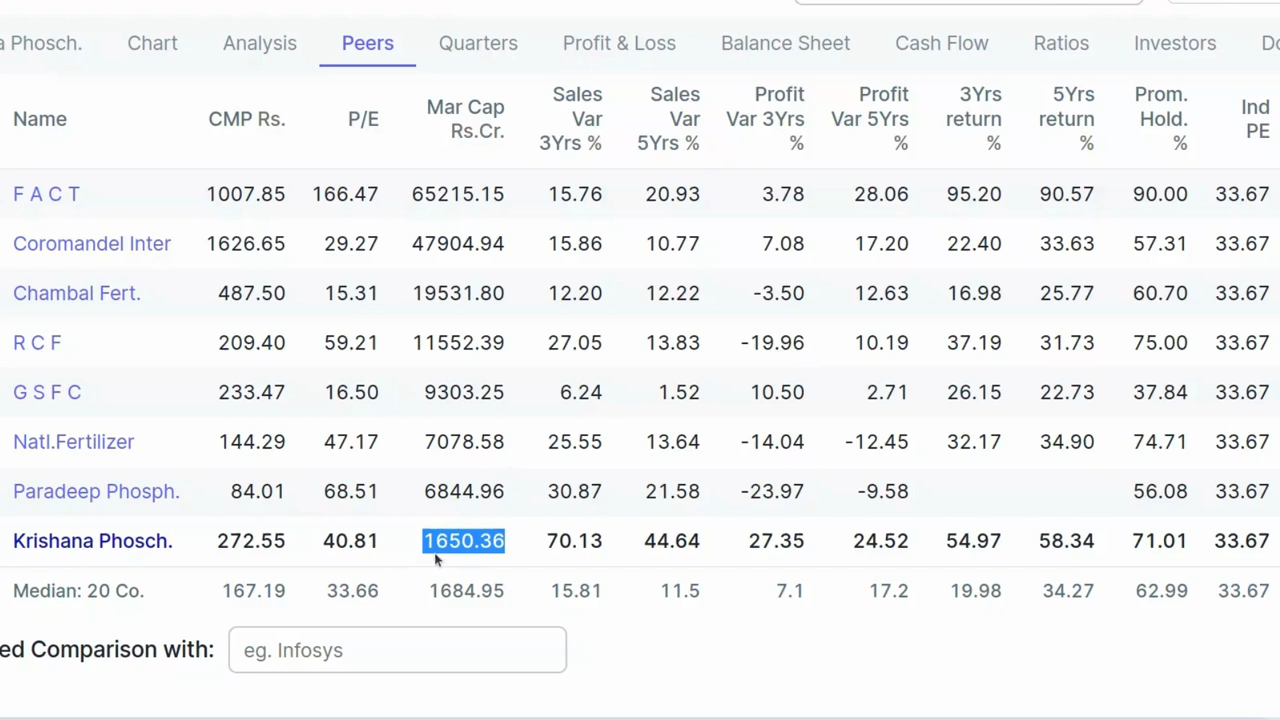 a Phosch. Chart Analysis Peers Quarters Profit & Loss Balance Sheet Cash Flow Ratios Investors Do
Name CMP Rs. P/E Mar Cap Rs.Cr. Sales Var 3Yrs % Sales Var 5Yrs % Profit Var 3Yrs % Profit Var 5Yrs % 3Yrs return % 5Yrs return % Prom. Hold. % Ind PE
F A C T 1007.85 166.47 65215.15 15.76 20.93 3.78 28.06 95.20 90.57 90.00 33.67
Coromandel Inter 1626.65 29.27 47904.94 15.86 10.77 7.08 17.20 22.40 33.63 57.31 33.67
Chambal Fert. 487.50 15.31 19531.80 12.20 12.22 -3.50 12.63 16.98 25.77 60.70 33.67
R C F 209.40 59.21 11552.39 27.05 13.83 -19.96 10.19 37.19 31.73 75.00 33.67
G S F C 233.47 16.50 9303.25 6.24 1.52 10.50 2.71 26.15 22.73 37.84 33.67
Natl.Fertilizer 144.29 47.17 7078.58 25.55 13.64 -14.04 -12.45 32.17 34.90 74.71 33.67
Paradeep Phosph. 84.01 68.51 6844.96 30.87 21.58 -23.97 -9.58 56.08 33.67
Krishana Phosch. 272.55 40.81 1650.36 70.13 44.64 27.35 24.52 54.97 58.34 71.01 33.67
Median: 20 Co. 167.19 33.66 1684.95 15.81 11.5 7.1 17.2 19.98 34.27 62.99 33.67
ed Comparison with: eg. Infosys